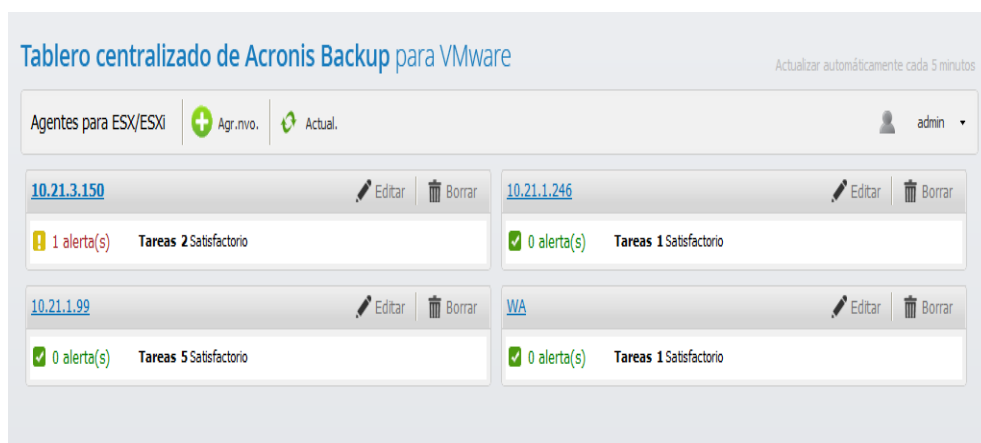 Tablero centralizado de Acronis Backup para VMware
Actualizar automáticamente cada 5 minutos
Agentes para ESX/ESXi
Agr.nvo.
Actual.
admin
10.21.3.150
Editar
Borrar
1 alerta(s)
Tareas 2 Satisfactorio
10.21.1.246
Editar
Borrar
0 alerta(s)
Tareas 1 Satisfactorio
10.21.1.99
Editar
Borrar
0 alerta(s)
Tareas 5 Satisfactorio
WA
Editar
Borrar
0 alerta(s)
Tareas 1 Satisfactorio